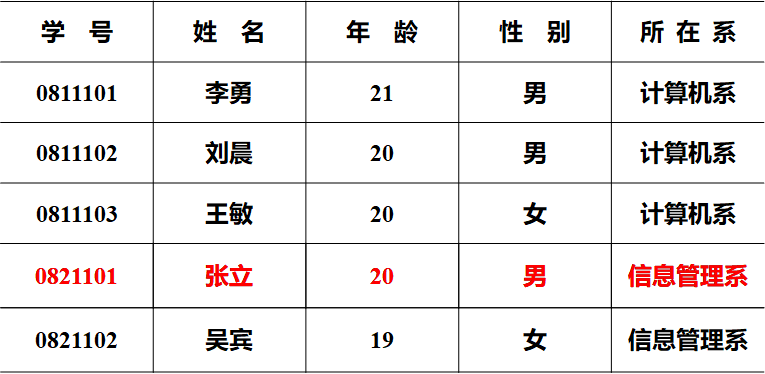 学号 姓名 年龄 性别 所在系
0811101 李勇 21 男 计算机系
0811102 刘晨 20 男 计算机系
0811103 王敏 20 女 计算机系
0821101 张立 20 男 信息管理系
0821102 吴宾 19 女 信息管理系